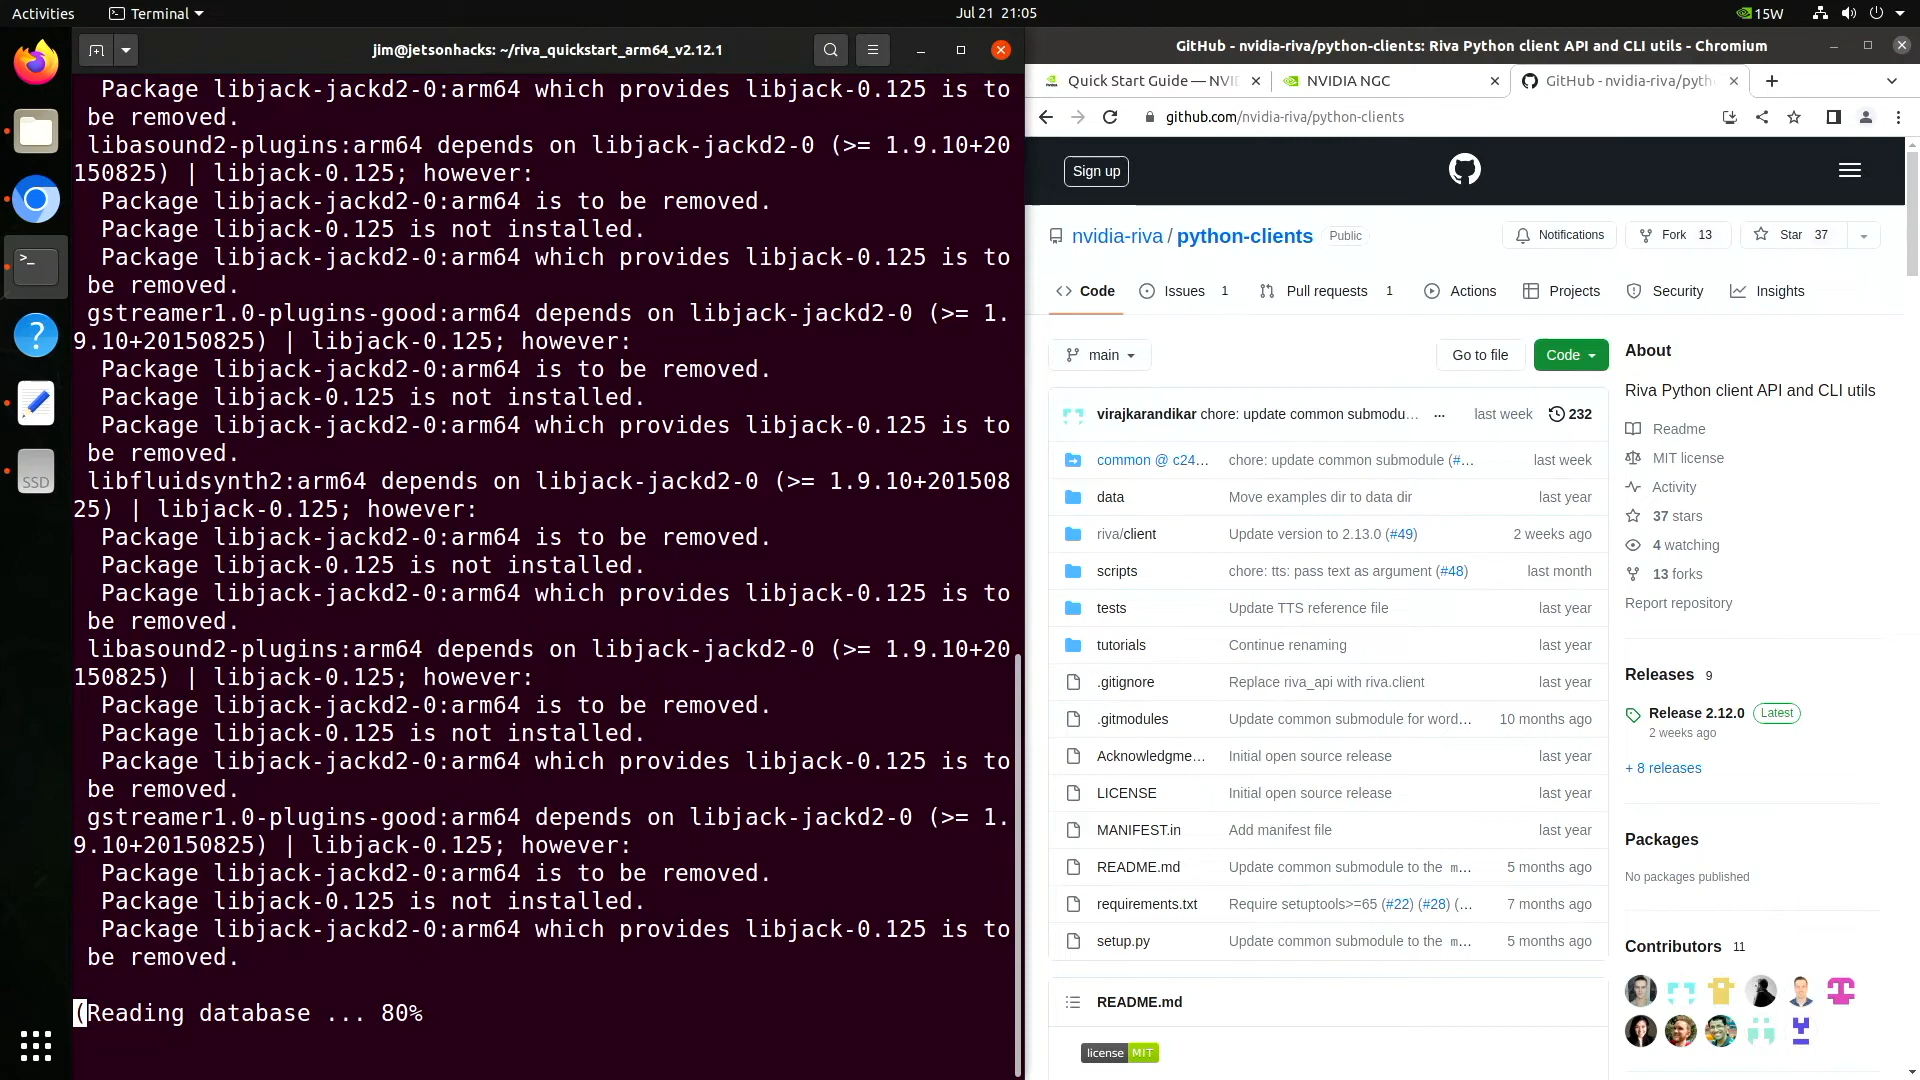 Activities
Terminal
Jul 21 21:05
15W
jim@jetsonhacks: ~/riva_quickstart_arm64_v2.12.1
Package libjack-jackd2-0:arm64 which provides libjack-0.125 is to
be removed.
libasound2-plugins:arm64 depends on libjack-jackd2-0 (>= 1.9.10+20
150825) | libjack-0.125; however:
Package libjack-jackd2-0:arm64 is to be removed.
Package libjack-0.125 is not installed.
Package libjack-jackd2-0:arm64 which provides libjack-0.125 is to
be removed.
gstreamer1.0-plugins-good:arm64 depends on libjack-jackd2-0 (>= 1.
9.10+20150825) | libjack-0.125; however:
Package libjack-jackd2-0:arm64 is to be removed.
Package libjack-0.125 is not installed.
Package libjack-jackd2-0:arm64 which provides libjack-0.125 is to
be removed.
libfluidsynth2:arm64 depends on libjack-jackd2-0 (>= 1.9.10+201508
25) | libjack-0.125; however:
Package libjack-jackd2-0:arm64 is to be removed.
Package libjack-0.125 is not installed.
Package libjack-jackd2-0:arm64 which provides libjack-0.125 is to
be removed.
libasound2-plugins:arm64 depends on libjack-jackd2-0 (>= 1.9.10+20
150825) | libjack-0.125; however:
Package libjack-jackd2-0:arm64 is to be removed.
Package libjack-0.125 is not installed.
Package libjack-jackd2-0:arm64 which provides libjack-0.125 is to
be removed.
gstreamer1.0-plugins-good:arm64 depends on libjack-jackd2-0 (>= 1.
9.10+20150825) | libjack-0.125; however:
Package libjack-jackd2-0:arm64 is to be removed.
Package libjack-0.125 is not installed.
Package libjack-jackd2-0:arm64 which provides libjack-0.125 is to
be removed.
(Reading database ... 80%
SSD
GitHub - nvidia-riva/python-clients: Riva Python client API and CLI utils - Chromium
Quick Start Guide — NVI
NVIDIA NGC
GitHub - nvidia-riva/pyth
github.com/nvidia-riva/python-clients
Sign up
nvidia-riva / python-clients Public
Notifications
Fork 13
Star 37
Code
Issues 1
Pull requests 1
Actions
Projects
Security
Insights
main
Go to file
Code
virajkarandikar chore: update common submodu... ... last week 232
common @ c24... chore: update common submodule (#... last week
data Move examples dir to data dir last year
riva/client Update version to 2.13.0 (#49) 2 weeks ago
scripts chore: tts: pass text as argument (#48) last month
tests Update TTS reference file last year
tutorials Continue renaming last year
.gitignore Replace riva_api with riva.client last year
.gitmodules Update common submodule for word... 10 months ago
Acknowledgme... Initial open source release last year
LICENSE Initial open source release last year
MANIFEST.in Add manifest file last year
README.md Update common submodule to the m... 5 months ago
requirements.txt Require setuptools>=65 (#22) (#28) (... 7 months ago
setup.py Update common submodule to the m... 5 months ago
README.md
license MIT
About
Riva Python client API and CLI utils
Readme
MIT license
Activity
37 stars
4 watching
13 forks
Report repository
Releases 9
Release 2.12.0 Latest
2 weeks ago
+ 8 releases
Packages
No packages published
Contributors 11